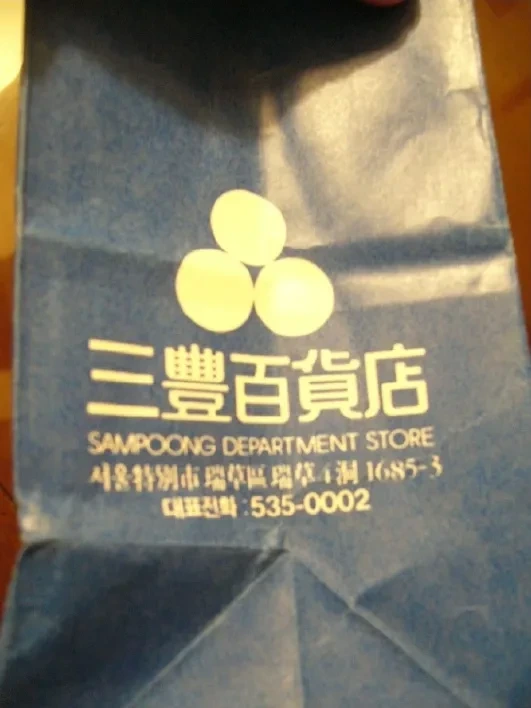 三豐百貨店
SAMPOONG DEPARTMENT STORE
서울特別市 瑞草區 瑞草4洞 1685-3
대표전화 : 535-0002